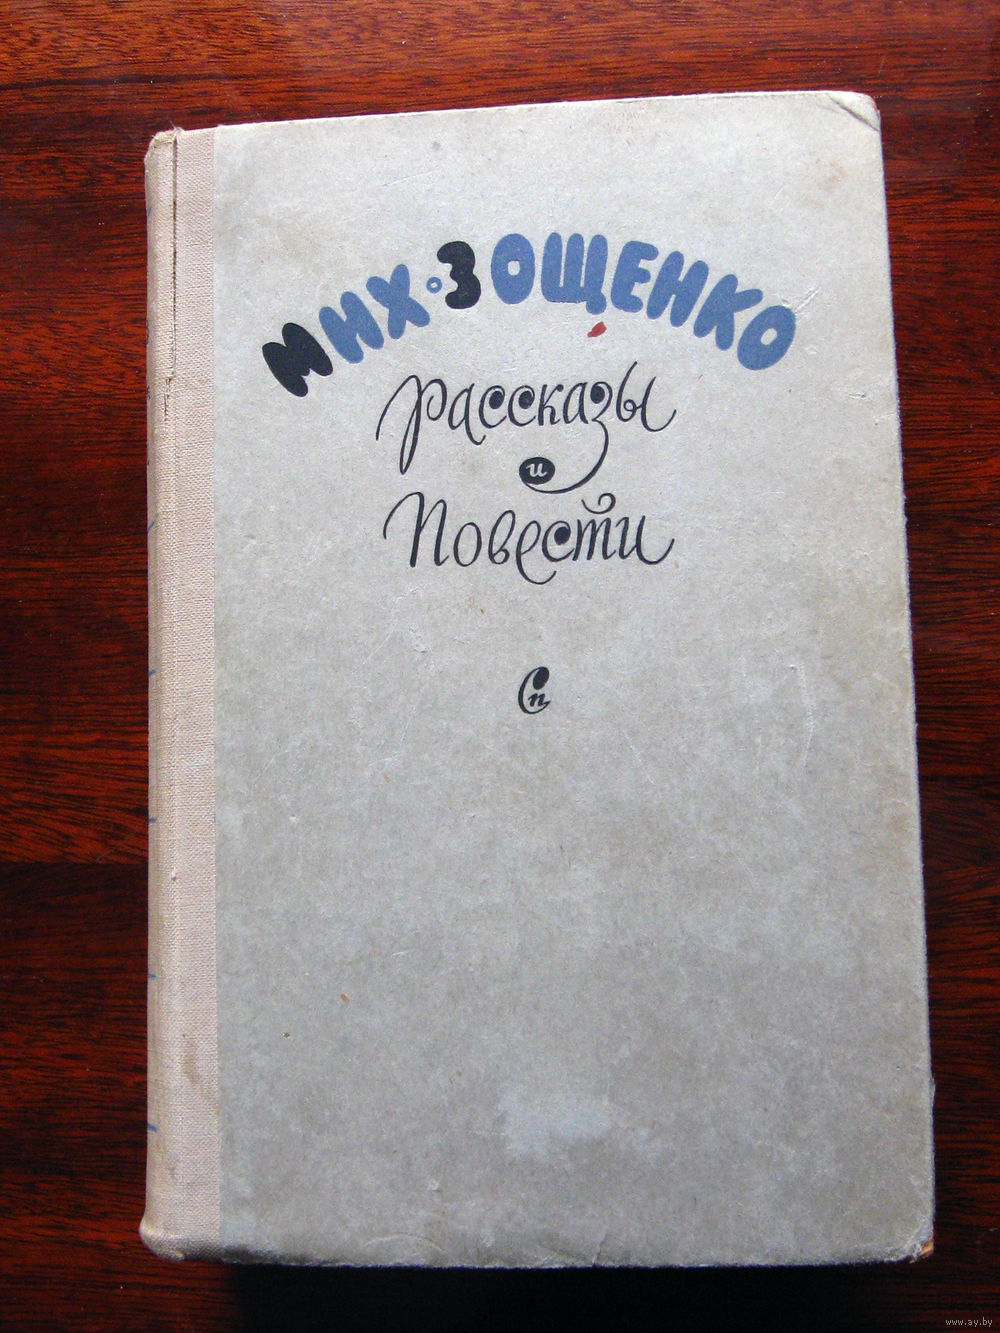 Мих. Зощенко
Рассказы
и
Повести
Сп
www.ay.by